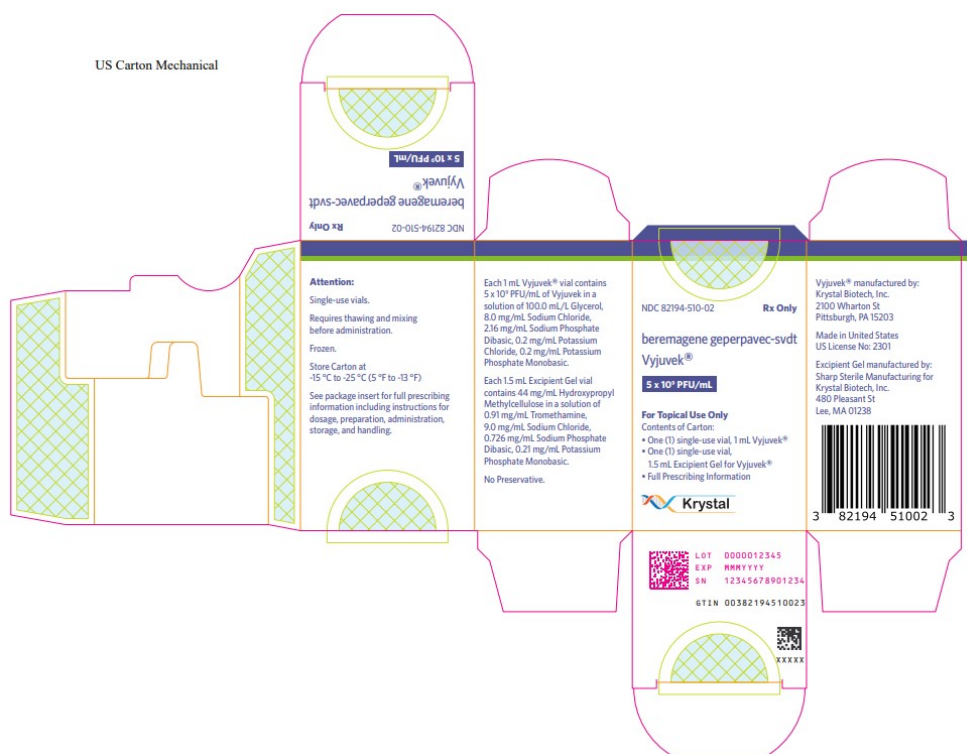 US Carton Mechanical
NDC 82194-510-02 Rx Only
beremagene geperpavec-svdt
Vyjuvek®
5 x 10⁹ PFU/mL
Attention:
Single-use vials.
Requires thawing and mixing
before administration.
Frozen.
Store Carton at
-15 °C to -25 °C (5 °F to -13 °F)
See package insert for full prescribing
information including instructions for
dosage, preparation, administration,
storage, and handling.
Each 1 mL Vyjuvek® vial contains
5 x 10⁹ PFU/mL of Vyjuvek in a
solution of 100.0 mL/L Glycerol,
8.0 mg/mL Sodium Chloride,
2.16 mg/mL Sodium Phosphate
Dibasic, 0.2 mg/mL Potassium
Chloride, 0.2 mg/mL Potassium
Phosphate Monobasic.
Each 1.5 mL Excipient Gel vial
contains 44 mg/mL Hydroxypropyl
Methylcellulose in a solution of
0.91 mg/mL Tromethamine,
9.0 mg/mL Sodium Chloride,
0.726 mg/mL Sodium Phosphate
Dibasic, 0.21 mg/mL Potassium
Phosphate Monobasic.
No Preservative.
NDC 82194-510-02 Rx Only
beremagene geperpavec-svdt
Vyjuvek®
5 x 10⁹ PFU/mL
For Topical Use Only
Contents of Carton:
• One (1) single-use vial, 1 mL Vyjuvek®
• One (1) single-use vial,
1.5 mL Excipient Gel for Vyjuvek®
• Full Prescribing Information
Krystal
Vyjuvek® manufactured by:
Krystal Biotech, Inc.
2100 Wharton St
Pittsburgh, PA 15203
Made in United States
US License No: 2301
Excipient Gel manufactured by:
Sharp Sterile Manufacturing for
Krystal Biotech, Inc.
480 Pleasant St
Lee, MA 01238
3 82194 51002 3
LOT 0000012345
EXP MMMYYYY
SN 12345678901234
GTIN 00382194510023
XXXXX